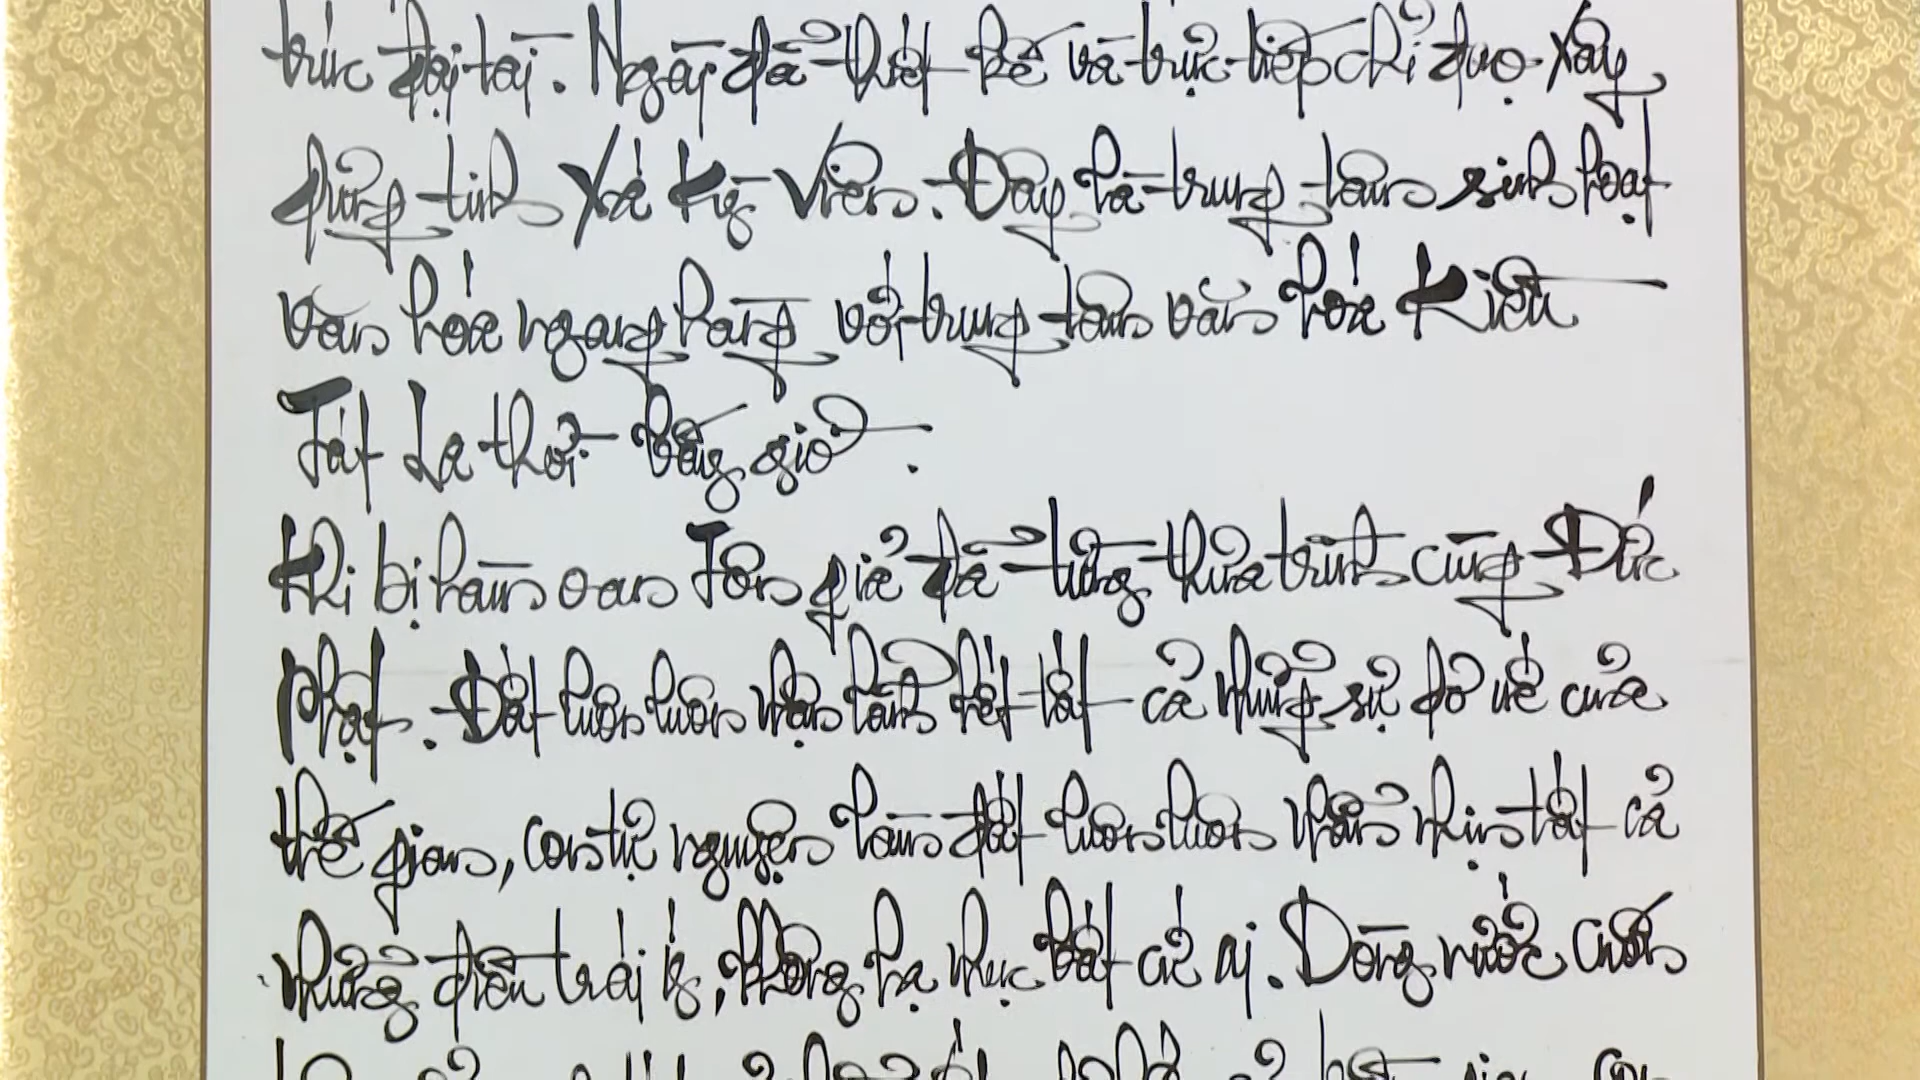 trúc đại tài. Ngài đã thiết kế và trực tiếp chỉ đạo xây
dựng tinh xá Kỳ Viên. Đây là trung tâm sinh hoạt
văn hóa ngang hàng với trung tâm văn hóa Kiều
Tát La thời bấy giờ.
Khi bị hàm oan Tôn giả đã từng thưa trình cùng Đức
Phật. Đất luôn luôn nhận lãnh hết tất cả những sự dơ uế của
thế gian, con tự nguyện làm đất luôn luôn nhẫn nhịn tất cả
những điều trái ý, không hạ nhục bất cứ ai. Dòng nước cuốn